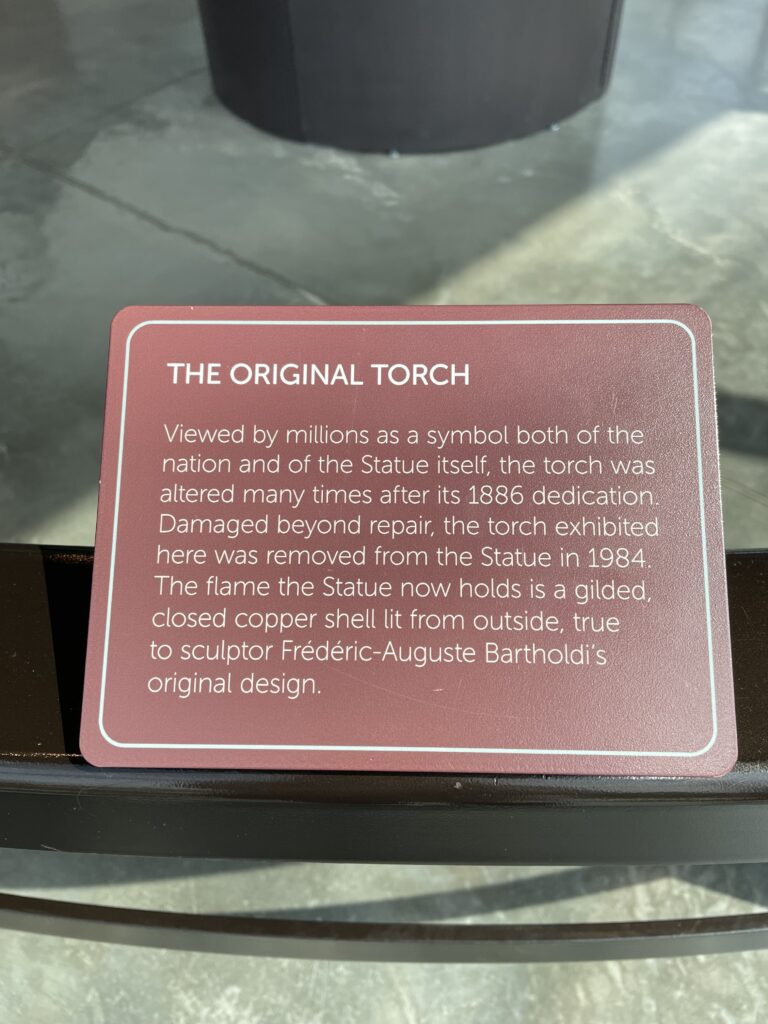 THE ORIGINAL TORCH
Viewed by millions as a symbol both of the
nation and of the Statue itself, the torch was
altered many times after its 1886 dedication.
Damaged beyond repair, the torch exhibited
here was removed from the Statue in 1984.
The flame the Statue now holds is a gilded,
closed copper shell lit from outside, true
to sculptor Frédéric-Auguste Bartholdi’s
original design.